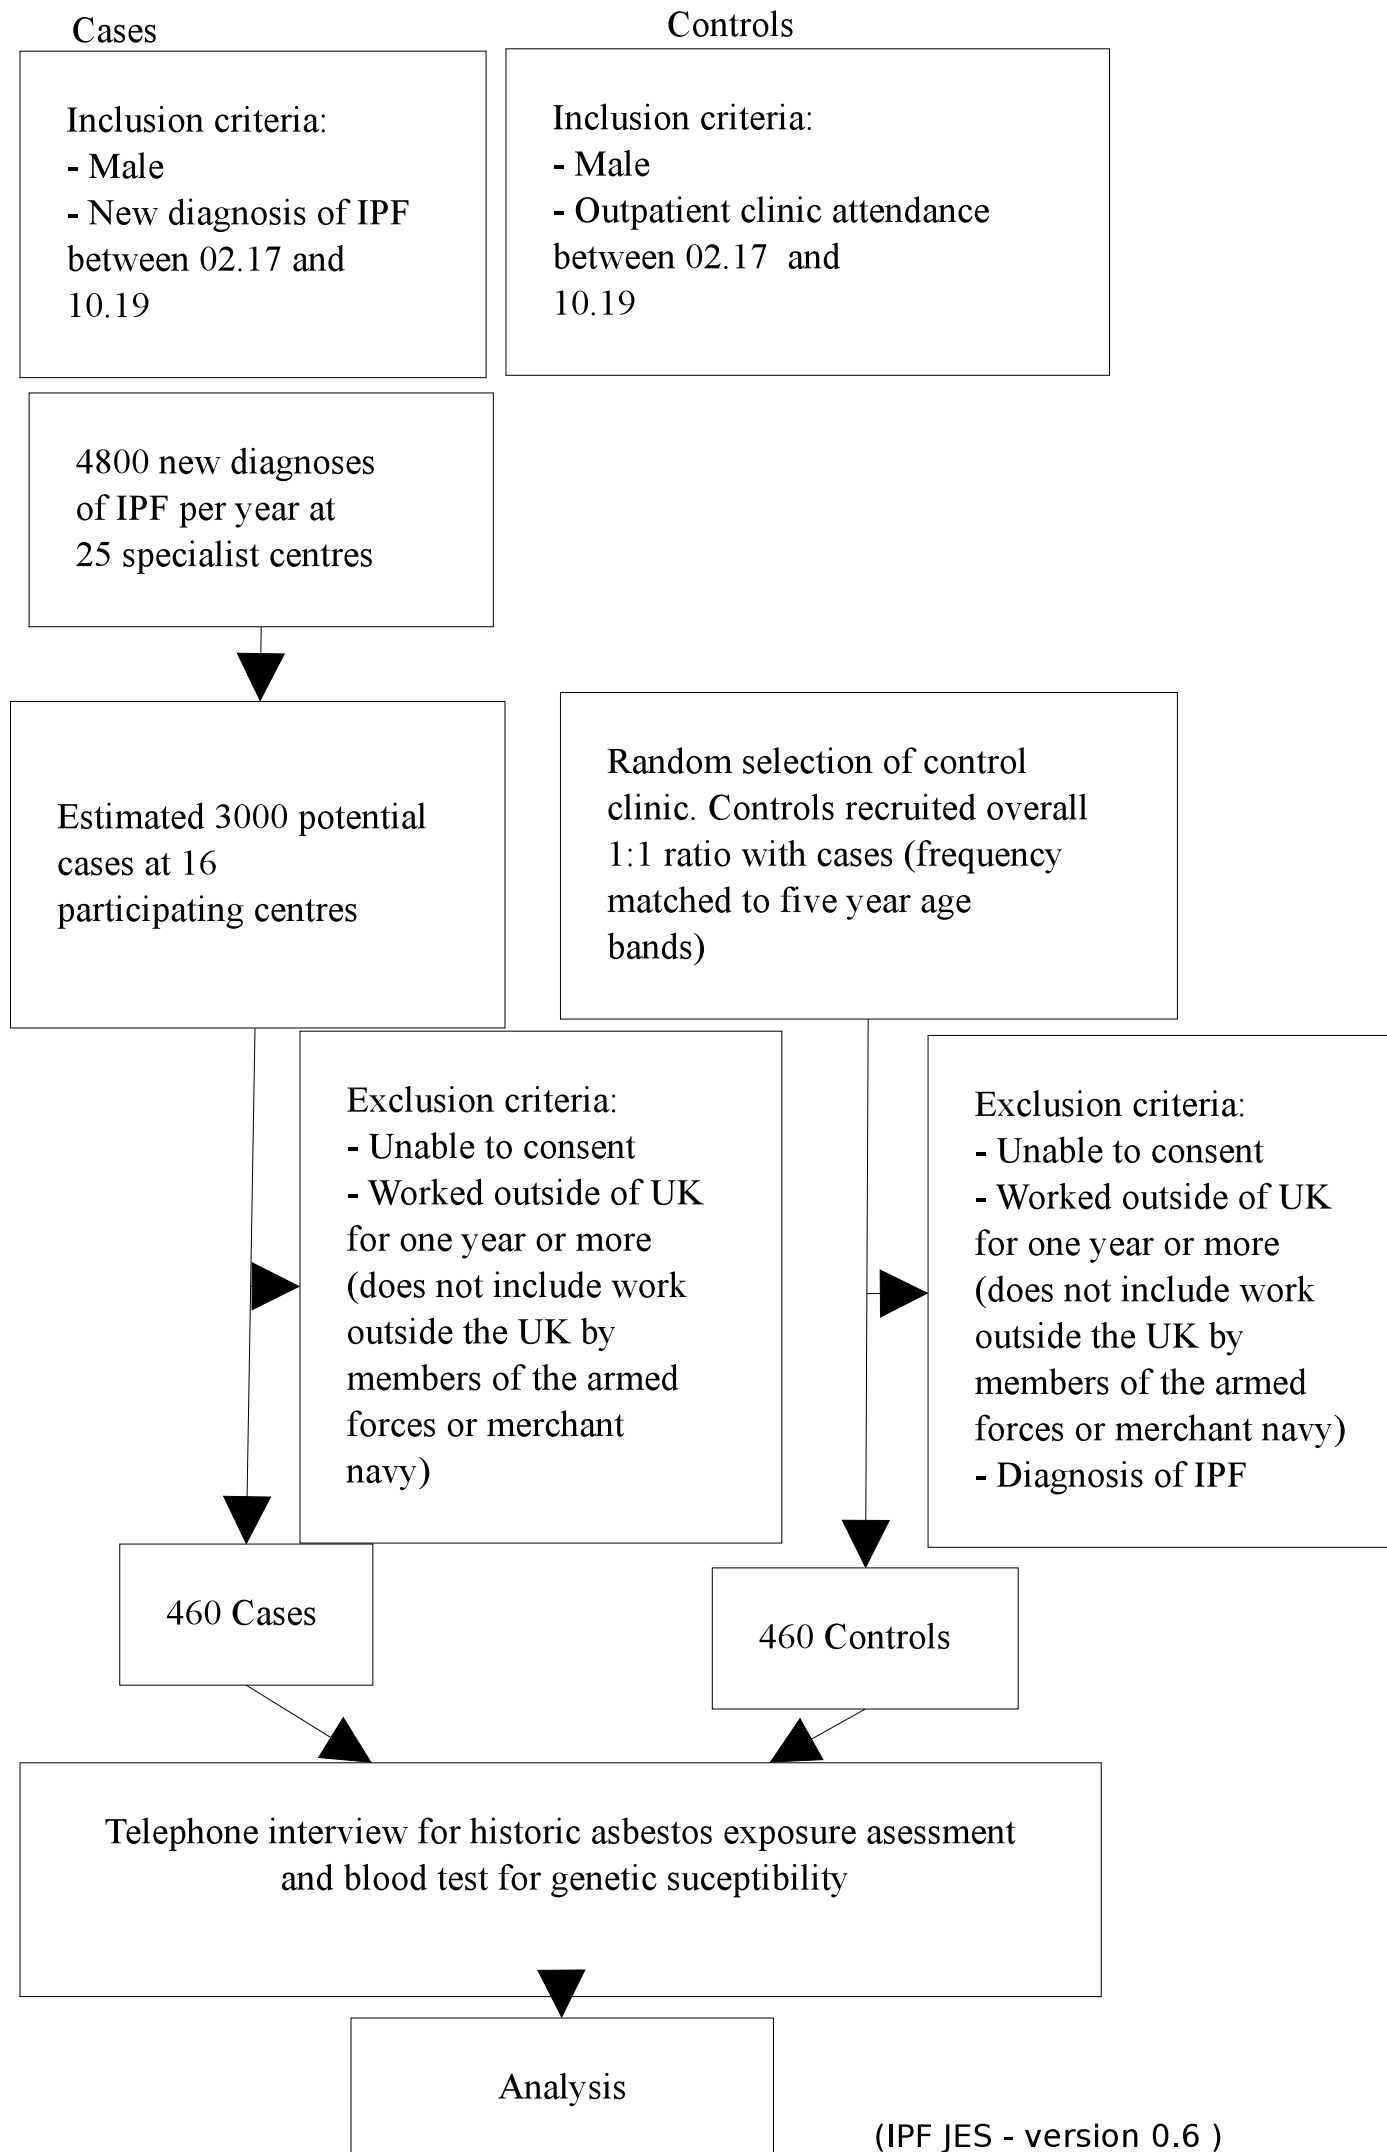 Cases
Inclusion criteria:
- Male
- New diagnosis of IPF
between 02.17 and
10.19
Controls
Inclusion criteria:
- Male
- Outpatient clinic attendance
between 02.17  and
10.19
4800 new diagnoses
of IPF per year at
25 specialist centres
Estimated 3000 potential
cases at 16
participating centres
Random selection of control
clinic. Controls recruited overall
1:1 ratio with cases (frequency
matched to five year age
bands)
Exclusion criteria:
- Unable to consent
- Worked outside of UK
for one year or more
(does not include work
outside the UK by
members of the armed
forces or merchant
navy)
Exclusion criteria:
- Unable to consent
- Worked outside of UK
for one year or more
(does not include work
outside the UK by
members of the armed
forces or merchant navy)
- Diagnosis of IPF
460 Cases
460 Controls
Telephone interview for historic asbestos exposure asessment
and blood test for genetic suceptibility
Analysis
(IPF JES - version 0.6 )